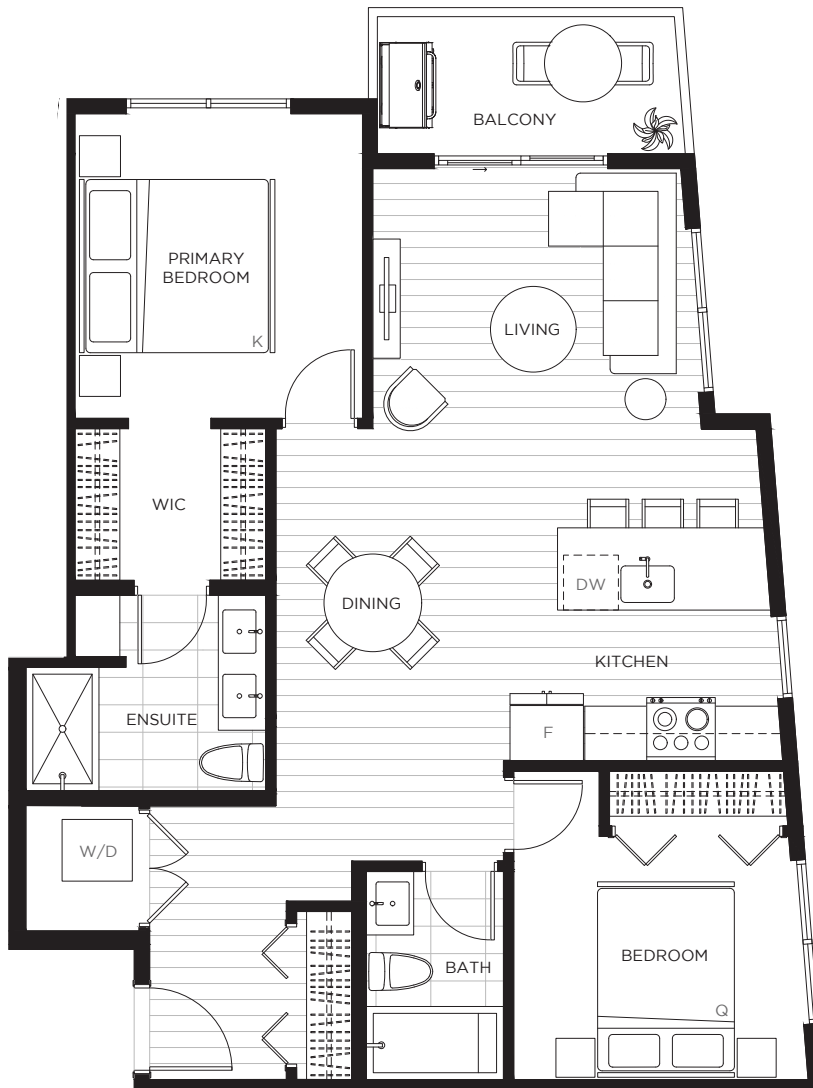 BALCONY
PRIMARY
BEDROOM
K
LIVING
WIC
DW
DINING
KITCHEN
ENSUITE
F
W/D
BATH
BEDROOM
Q